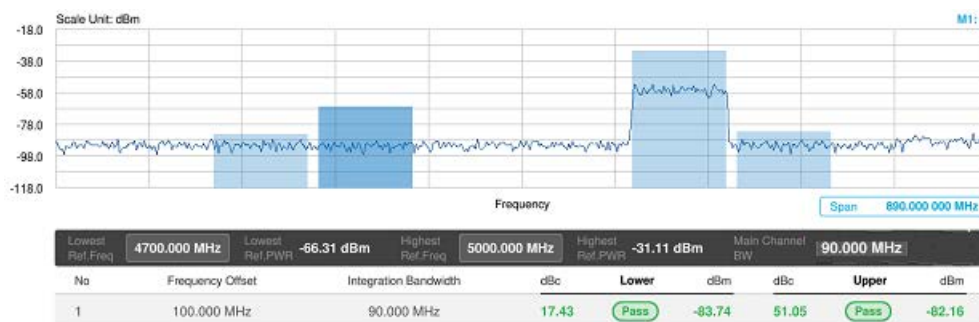 Scale Unit: dBm M1:
-18.0
-38.0
-58.0
-78.0
-98.0
-118.0
Frequency
Span 890.000 000 MHz
Lowest Ref.Freq 4700.000 MHz Lowest Ref.PWR -66.31 dBm Highest Ref.Freq 5000.000 MHz Highest Ref.PWR -31.11 dBm Main Channel BW 90.000 MHz
No Frequency Offset Integration Bandwidth dBc Lower dBm dBc Upper dBm
1 100.000 MHz 90.000 MHz 17.43 Pass -83.74 51.05 Pass -82.16